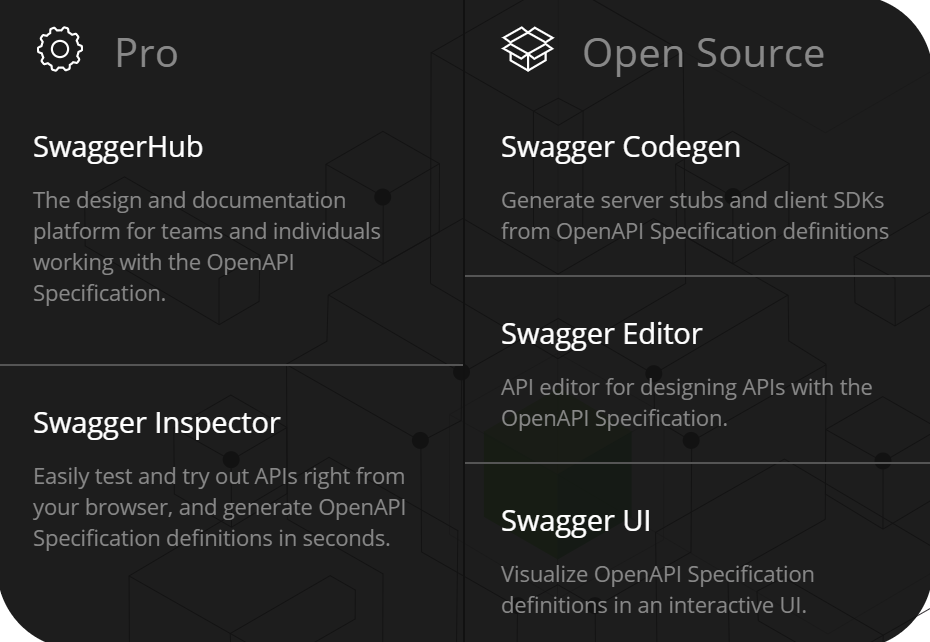 Pro
SwaggerHub
The design and documentation
platform for teams and individuals
working with the OpenAPI
Specification.
Swagger Inspector
Easily test and try out APIs right from
your browser, and generate OpenAPI
Specification definitions in seconds.
Open Source
Swagger Codegen
Generate server stubs and client SDKs
from OpenAPI Specification definitions
Swagger Editor
API editor for designing APIs with the
OpenAPI Specification.
Swagger UI
Visualize OpenAPI Specification
definitions in an interactive UI.